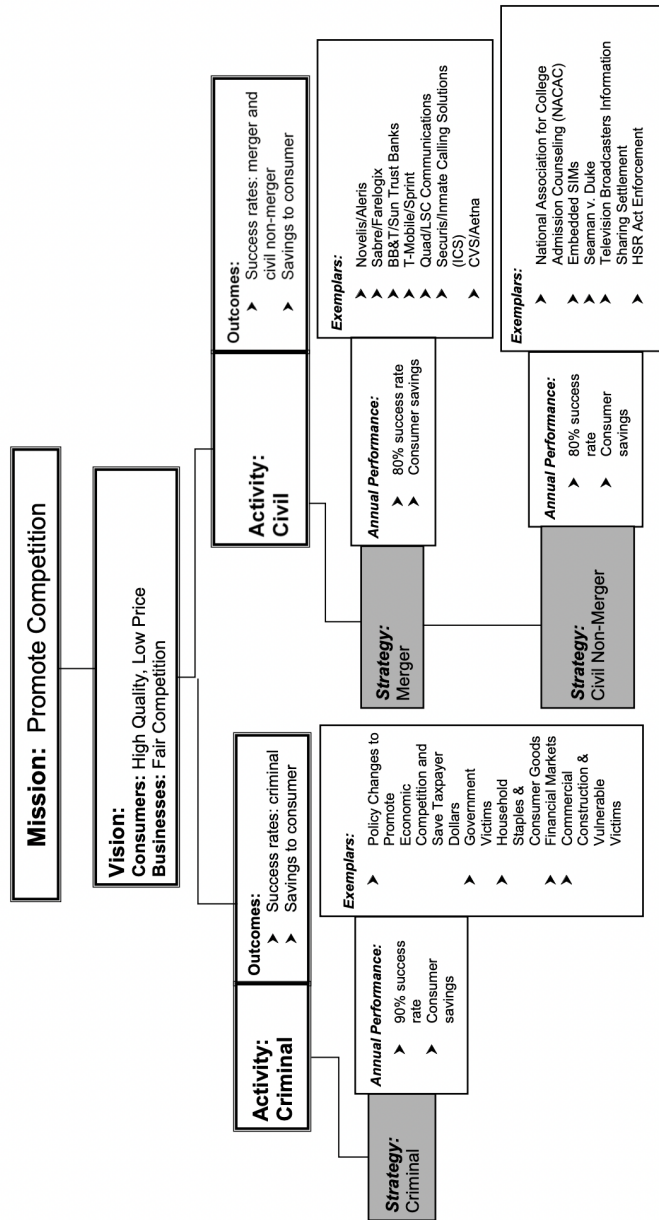 Mission: Promote Competition
Vision:
Consumers: High Quality, Low Price
Businesses: Fair Competition
Activity:
Criminal
Outcomes:
➤ Success rates: criminal
➤ Savings to consumer
Strategy:
Criminal
Annual Performance:
➤ 90% success
rate
➤ Consumer
savings
Exemplars:
➤ Policy Changes to
Promote
Economic
Competition and
Save Taxpayer
Dollars
➤ Government
Victims
➤ Household
Staples &
Consumer Goods
➤ Financial Markets
➤ Commercial
Construction &
Vulnerable
Victims
Activity:
Civil
Outcomes:
➤ Success rates: merger and
civil non-merger
➤ Savings to consumer
Strategy:
Merger
Annual Performance:
➤ 80% success rate
➤ Consumer savings
Exemplars:
➤ Novelis/Aleris
➤ Sabre/Farelogix
➤ BB&T/Sun Trust Banks
➤ T-Mobile/Sprint
➤ Quad/LSC Communications
➤ Securis/Inmate Calling Solutions
(ICS)
➤ CVS/Aetna
Strategy:
Civil Non-Merger
Annual Performance:
➤ 80% success
rate
➤ Consumer
savings
Exemplars:
➤ National Association for College
Admission Counseling (NACAC)
➤ Embedded SIMs
➤ Seaman v. Duke
➤ Television Broadcasters Information
Sharing Settlement
➤ HSR Act Enforcement